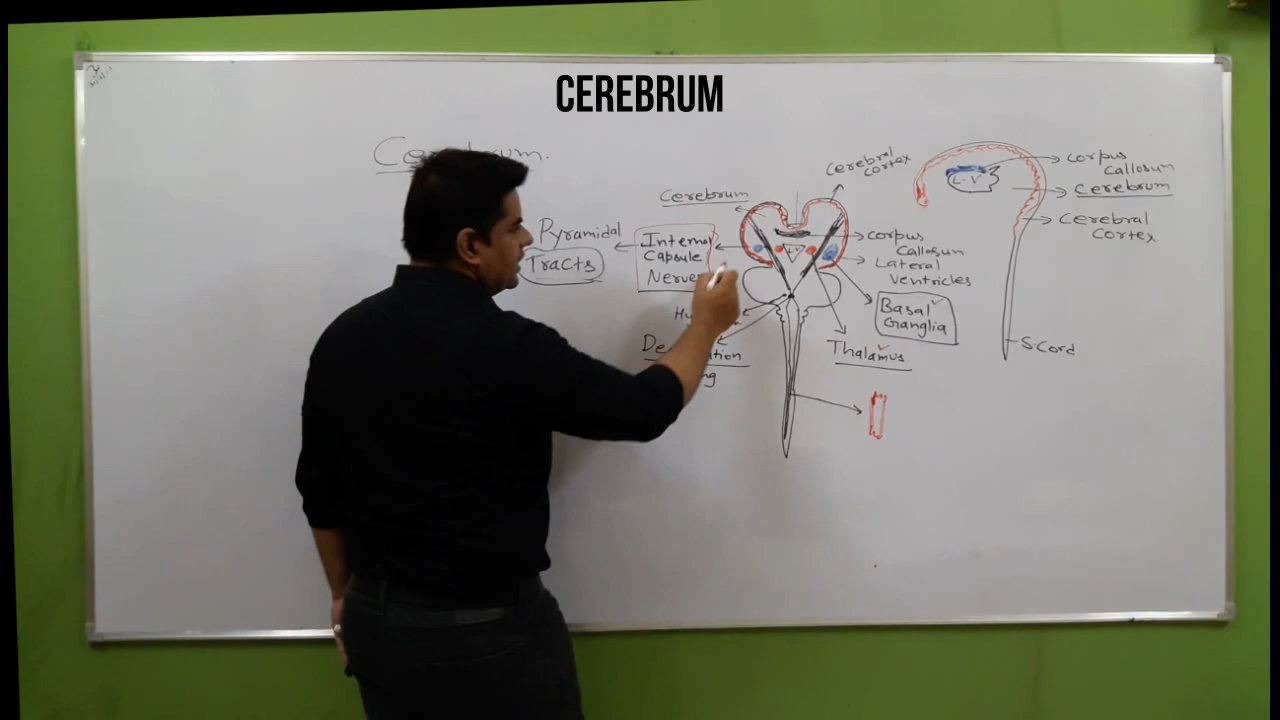 CEREBRUM
cerebral
cortex
corpus
callosum
cerebrum
L-V
cerebral
cortex
S.Cord
Cerebrum
Pyramidal
Tracts
Internal
Capsule
corpus
callosum
Lateral
Ventricles
Basal
Ganglia
Thalamus